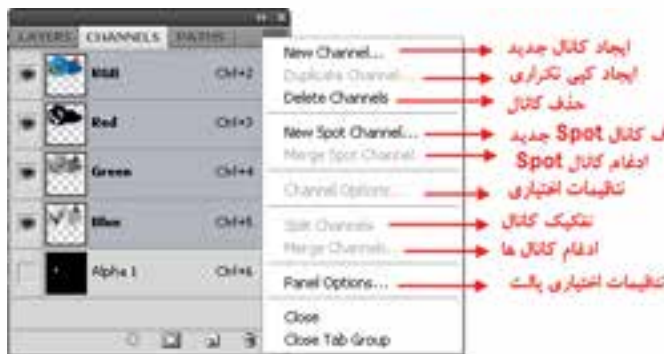 LAYERS CHANNELS PATHS
RGB Ctrl+2
Red Ctrl+3
Green Ctrl+4
Blue Ctrl+5
Alpha 1 Ctrl+6
New Channel... ایجاد کانال جدید
Duplicate Channel... ایجاد کپی تکراری
Delete Channels حذف کانال
New Spot Channel... کانال Spot جدید
Merge Spot Channel ادغام کانال Spot
Channel Options... تنظیمات اختیاری
Split Channels تفکیک کانال
Merge Channels... ادغام کانال ها
Panel Options... تنظیمات اختیاری پالت
Close
Close Tab Group